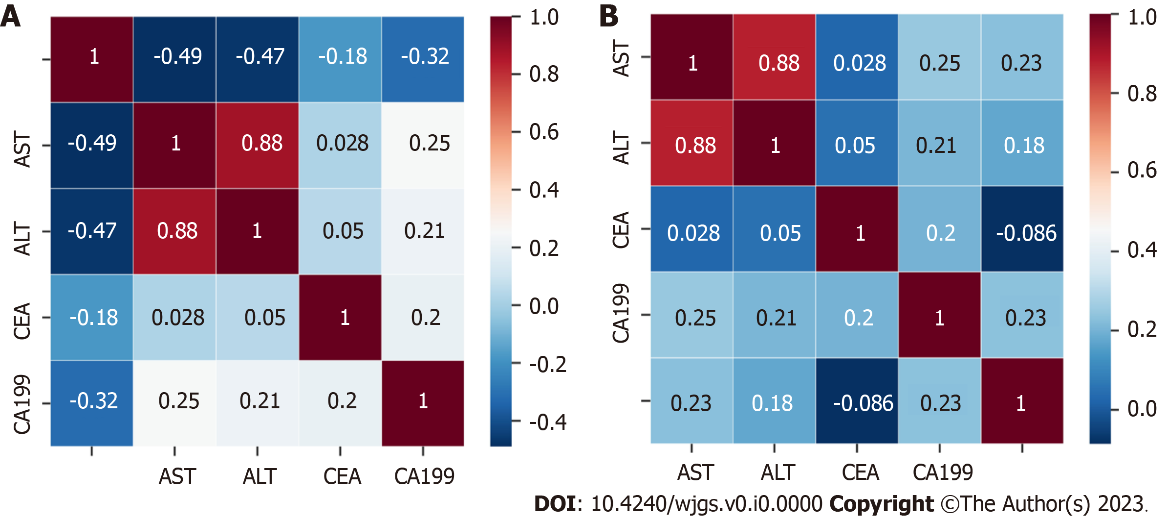 A
1 -0.49 -0.47 -0.18 -0.32
AST -0.49 1 0.88 0.028 0.25
ALT -0.47 0.88 1 0.05 0.21
CEA -0.18 0.028 0.05 1 0.2
CA199 -0.32 0.25 0.21 0.2 1
AST ALT CEA CA199
1.0
0.8
0.6
0.4
0.2
0.0
-0.2
-0.4
B
AST 1 0.88 0.028 0.25 0.23
ALT 0.88 1 0.05 0.21 0.18
CEA 0.028 0.05 1 0.2 -0.086
CA199 0.25 0.21 0.2 1 0.23
0.23 0.18 -0.086 0.23 1
AST ALT CEA CA199
1.0
0.8
0.6
0.4
0.2
0.0
DOI: 10.4240/wjgs.v0.i0.0000 Copyright ©The Author(s) 2023.